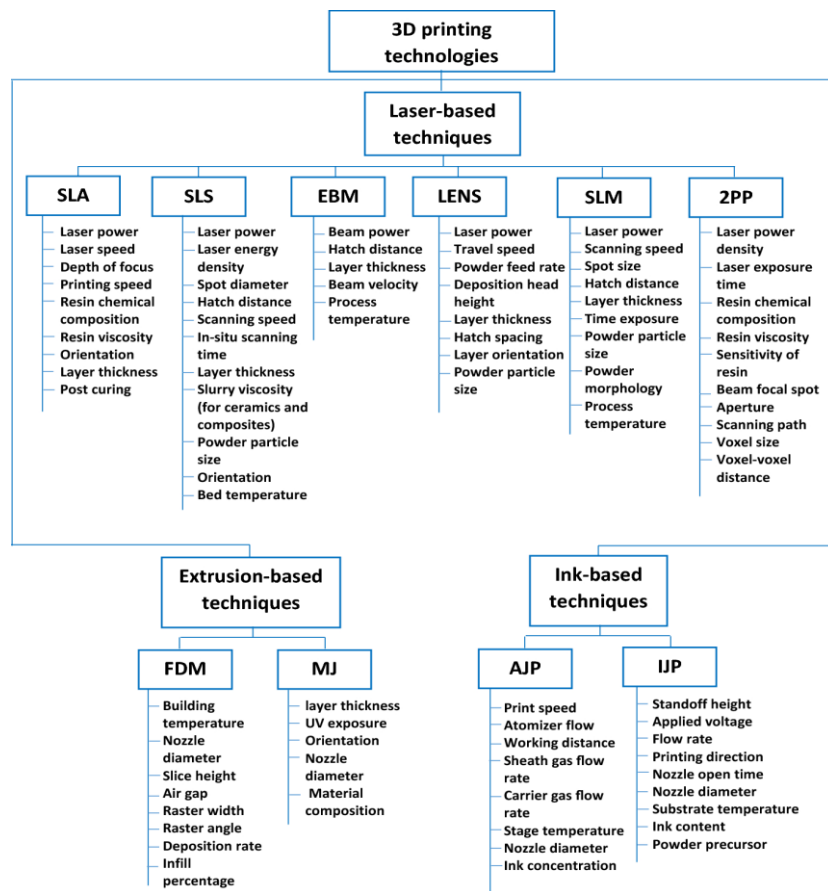 3D printing
technologies
Laser-based
techniques
SLA
Laser power
Laser speed
Depth of focus
Printing speed
Resin chemical
composition
Resin viscosity
Orientation
Layer thickness
Post curing
SLS
Laser power
Laser energy
density
Spot diameter
Hatch distance
Scanning speed
In-situ scanning
time
Layer thickness
Slurry viscosity
(for ceramics and
composites)
Powder particle
size
Orientation
Bed temperature
EBM
Beam power
Hatch distance
Layer thickness
Beam velocity
Process
temperature
LENS
Laser power
Travel speed
Powder feed rate
Deposition head
height
Layer thickness
Hatch spacing
Layer orientation
Powder particle
size
SLM
Laser power
Scanning speed
Spot size
Hatch distance
Layer thickness
Time exposure
Powder particle
size
Powder
morphology
Process
temperature
2PP
Laser power
density
Laser exposure
time
Resin chemical
composition
Resin viscosity
Sensitivity of
resin
Beam focal spot
Aperture
Scanning path
Voxel size
Voxel-voxel
distance
Extrusion-based
techniques
FDM
Building
temperature
Nozzle
diameter
Slice height
Air gap
Raster width
Raster angle
Deposition rate
Infill
percentage
MJ
layer thickness
UV exposure
Orientation
Nozzle
diameter
Material
composition
Ink-based
techniques
AJP
Print speed
Atomizer flow
Working distance
Sheath gas flow
rate
Carrier gas flow
rate
Stage temperature
Nozzle diameter
Ink concentration
IJP
Standoff height
Applied voltage
Flow rate
Printing direction
Nozzle open time
Nozzle diameter
Substrate temperature
Ink content
Powder precursor